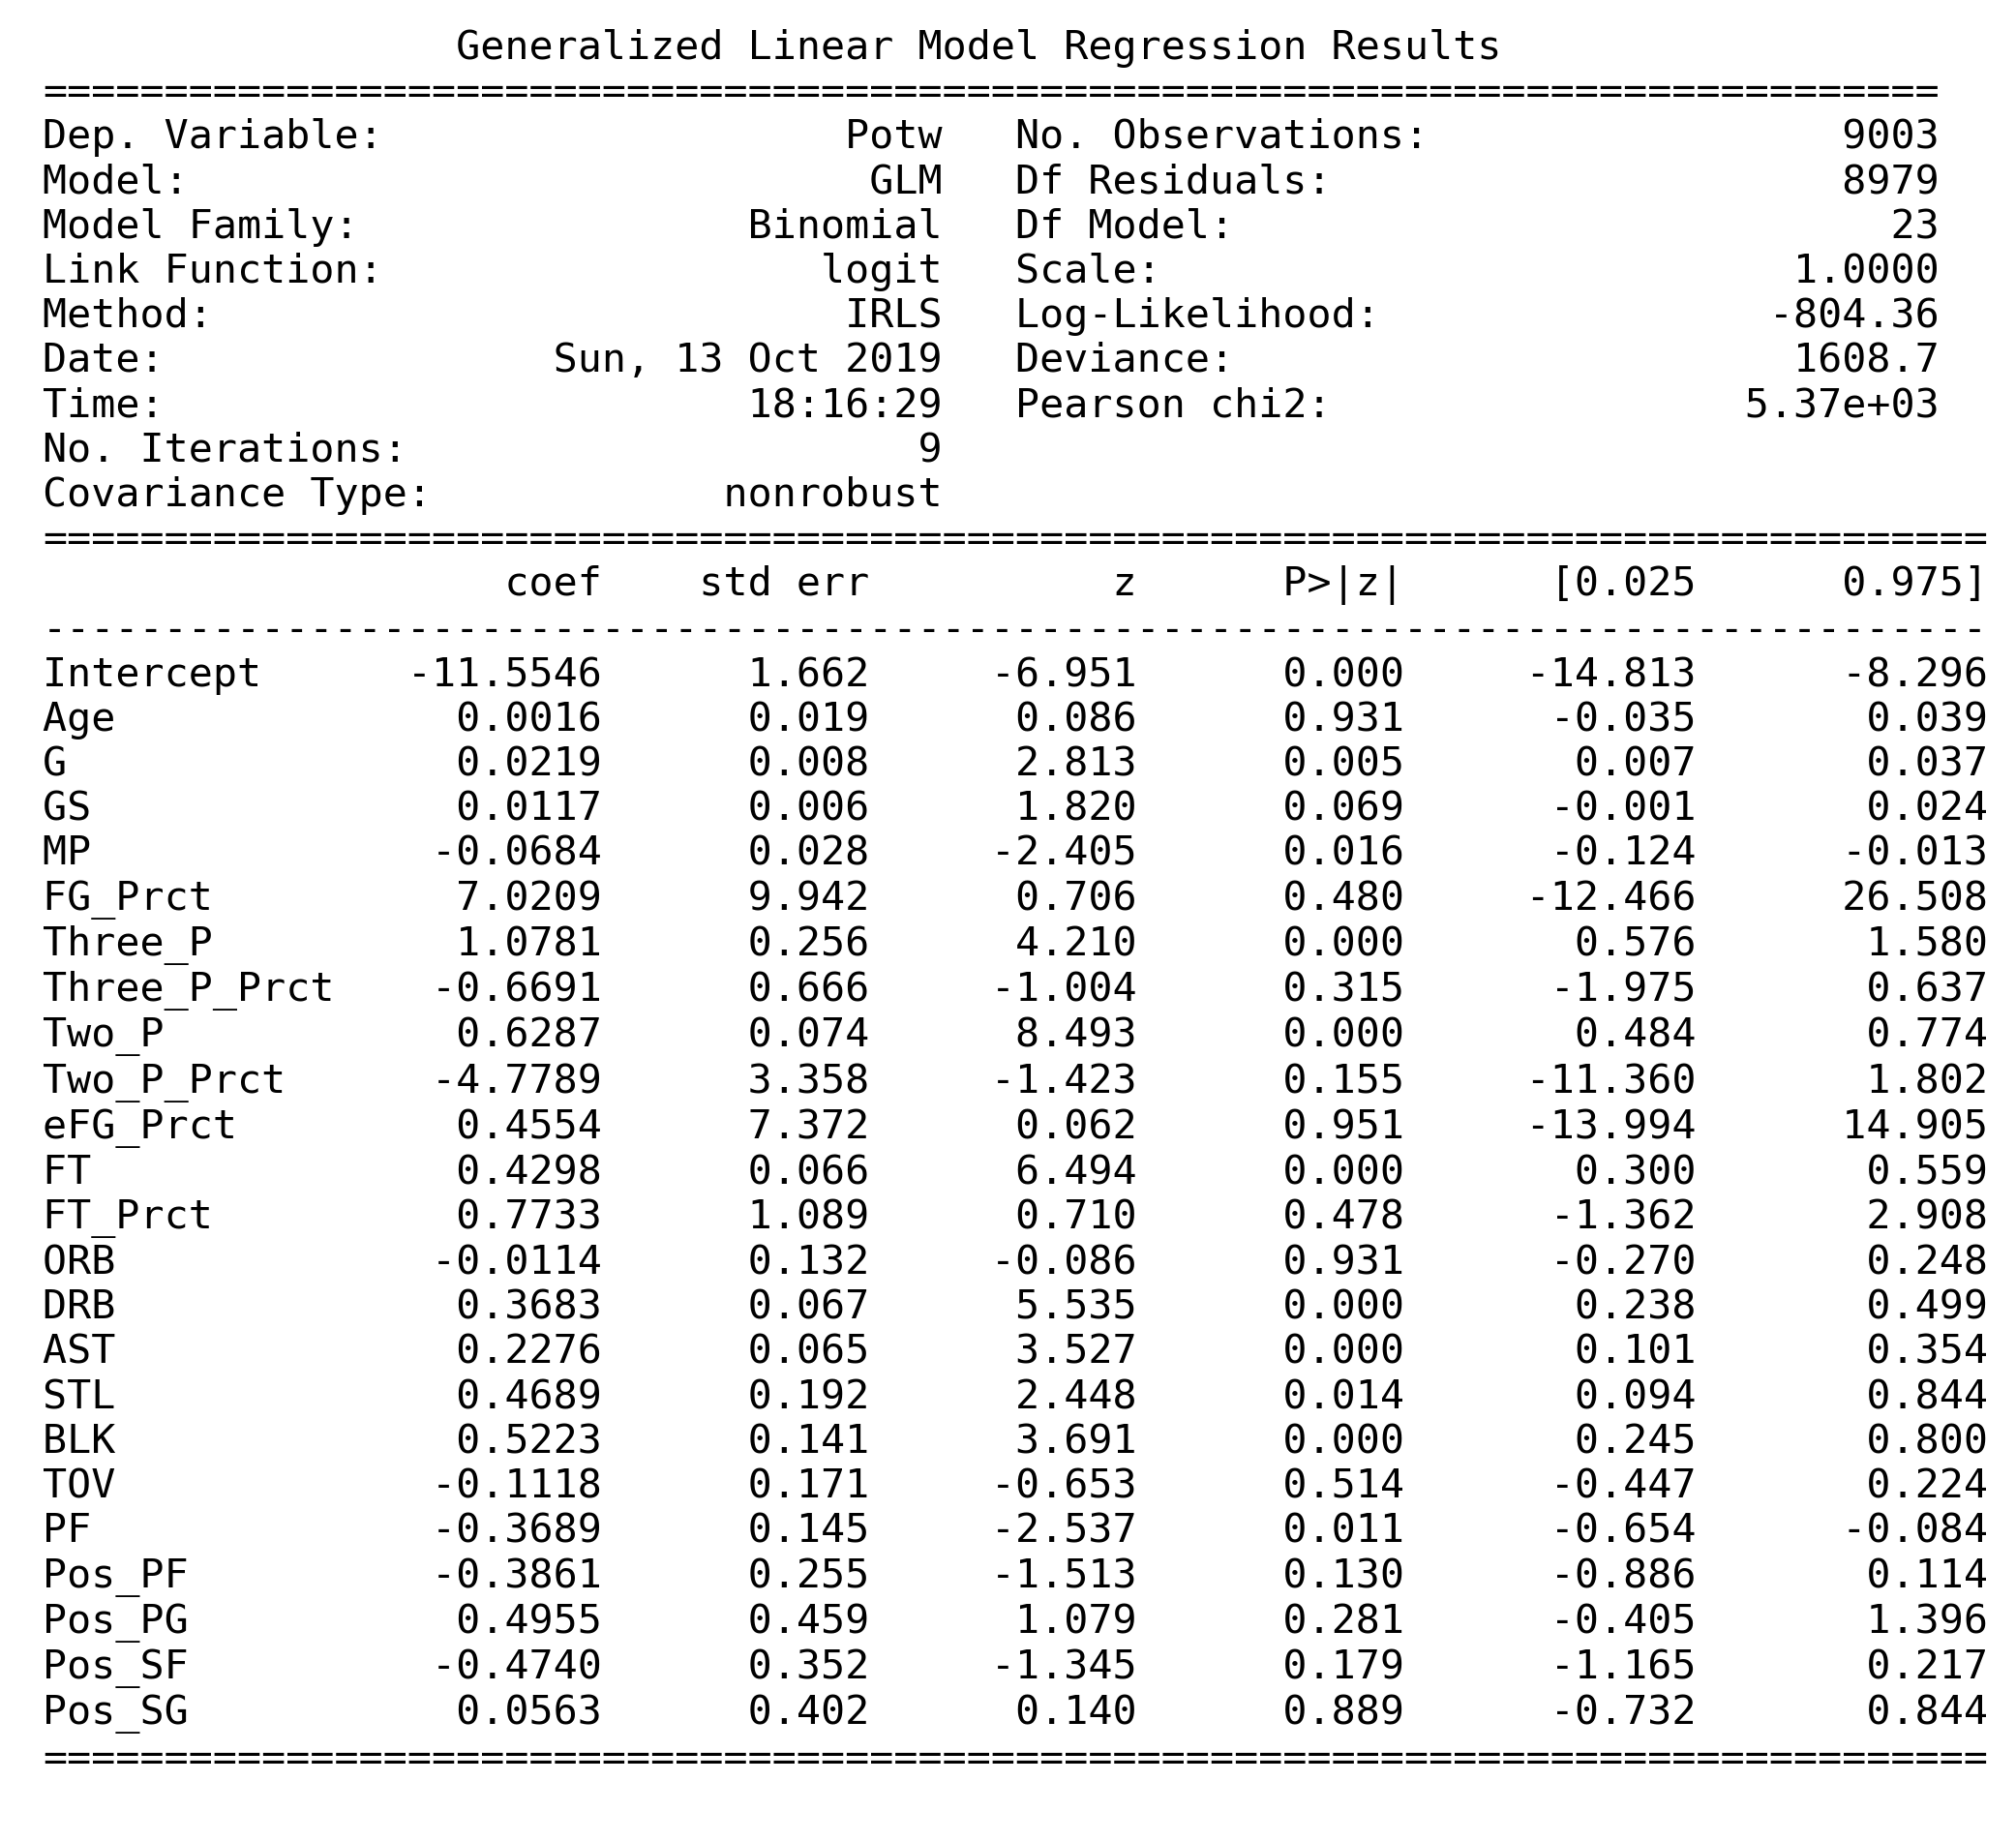 Generalized Linear Model Regression Results
==============================================================================
Dep. Variable: Potw No. Observations: 9003
Model: GLM Df Residuals: 8979
Model Family: Binomial Df Model: 23
Link Function: logit Scale: 1.0000
Method: IRLS Log-Likelihood: -804.36
Date: Sun, 13 Oct 2019 Deviance: 1608.7
Time: 18:16:29 Pearson chi2: 5.37e+03
No. Iterations: 9
Covariance Type: nonrobust
================================================================================
coef std err z P>|z| [0.025 0.975]
--------------------------------------------------------------------------------
Intercept -11.5546 1.662 -6.951 0.000 -14.813 -8.296
Age 0.0016 0.019 0.086 0.931 -0.035 0.039
G 0.0219 0.008 2.813 0.005 0.007 0.037
GS 0.0117 0.006 1.820 0.069 -0.001 0.024
MP -0.0684 0.028 -2.405 0.016 -0.124 -0.013
FG_Prct 7.0209 9.942 0.706 0.480 -12.466 26.508
Three_P 1.0781 0.256 4.210 0.000 0.576 1.580
Three_P_Prct -0.6691 0.666 -1.004 0.315 -1.975 0.637
Two_P 0.6287 0.074 8.493 0.000 0.484 0.774
Two_P_Prct -4.7789 3.358 -1.423 0.155 -11.360 1.802
eFG_Prct 0.4554 7.372 0.062 0.951 -13.994 14.905
FT 0.4298 0.066 6.494 0.000 0.300 0.559
FT_Prct 0.7733 1.089 0.710 0.478 -1.362 2.908
ORB -0.0114 0.132 -0.086 0.931 -0.270 0.248
DRB 0.3683 0.067 5.535 0.000 0.238 0.499
AST 0.2276 0.065 3.527 0.000 0.101 0.354
STL 0.4689 0.192 2.448 0.014 0.094 0.844
BLK 0.5223 0.141 3.691 0.000 0.245 0.800
TOV -0.1118 0.171 -0.653 0.514 -0.447 0.224
PF -0.3689 0.145 -2.537 0.011 -0.654 -0.084
Pos_PF -0.3861 0.255 -1.513 0.130 -0.886 0.114
Pos_PG 0.4955 0.459 1.079 0.281 -0.405 1.396
Pos_SF -0.4740 0.352 -1.345 0.179 -1.165 0.217
Pos_SG 0.0563 0.402 0.140 0.889 -0.732 0.844
================================================================================